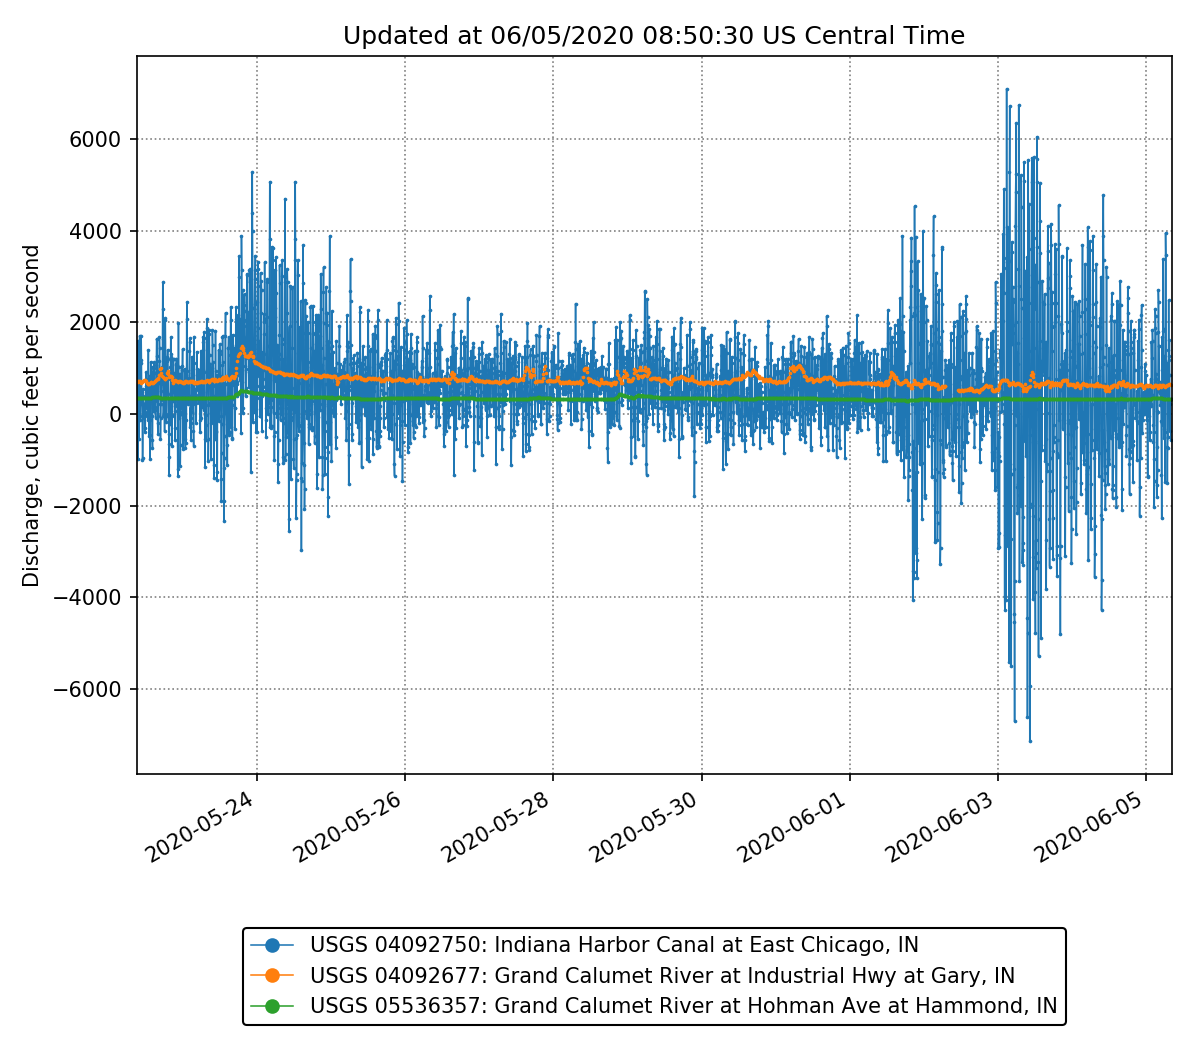 Updated at 06/05/2020 08:50:30 US Central Time
Discharge, cubic feet per second
6000
4000
2000
0
−2000
−4000
−6000
2020-05-24
2020-05-26
2020-05-28
2020-05-30
2020-06-01
2020-06-03
2020-06-05
USGS 04092750: Indiana Harbor Canal at East Chicago, IN
USGS 04092677: Grand Calumet River at Industrial Hwy at Gary, IN
USGS 05536357: Grand Calumet River at Hohman Ave at Hammond, IN